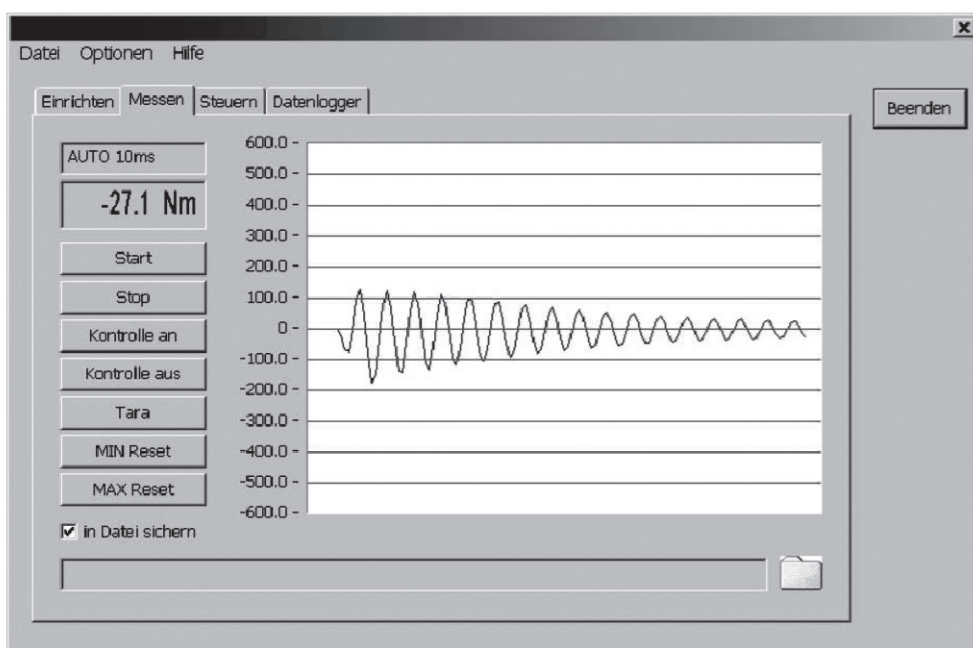 Datei Optionen Hilfe
Einrichten Messen Steuern Datenlogger
Beenden
AUTO 10ms
-27.1 Nm
Start
Stop
Kontrolle an
Kontrolle aus
Tara
MIN Reset
MAX Reset
in Datei sichern
600.0 -
500.0 -
400.0 -
300.0 -
200.0 -
100.0 -
0 -
-100.0 -
-200.0 -
-300.0 -
-400.0 -
-500.0 -
-600.0 -